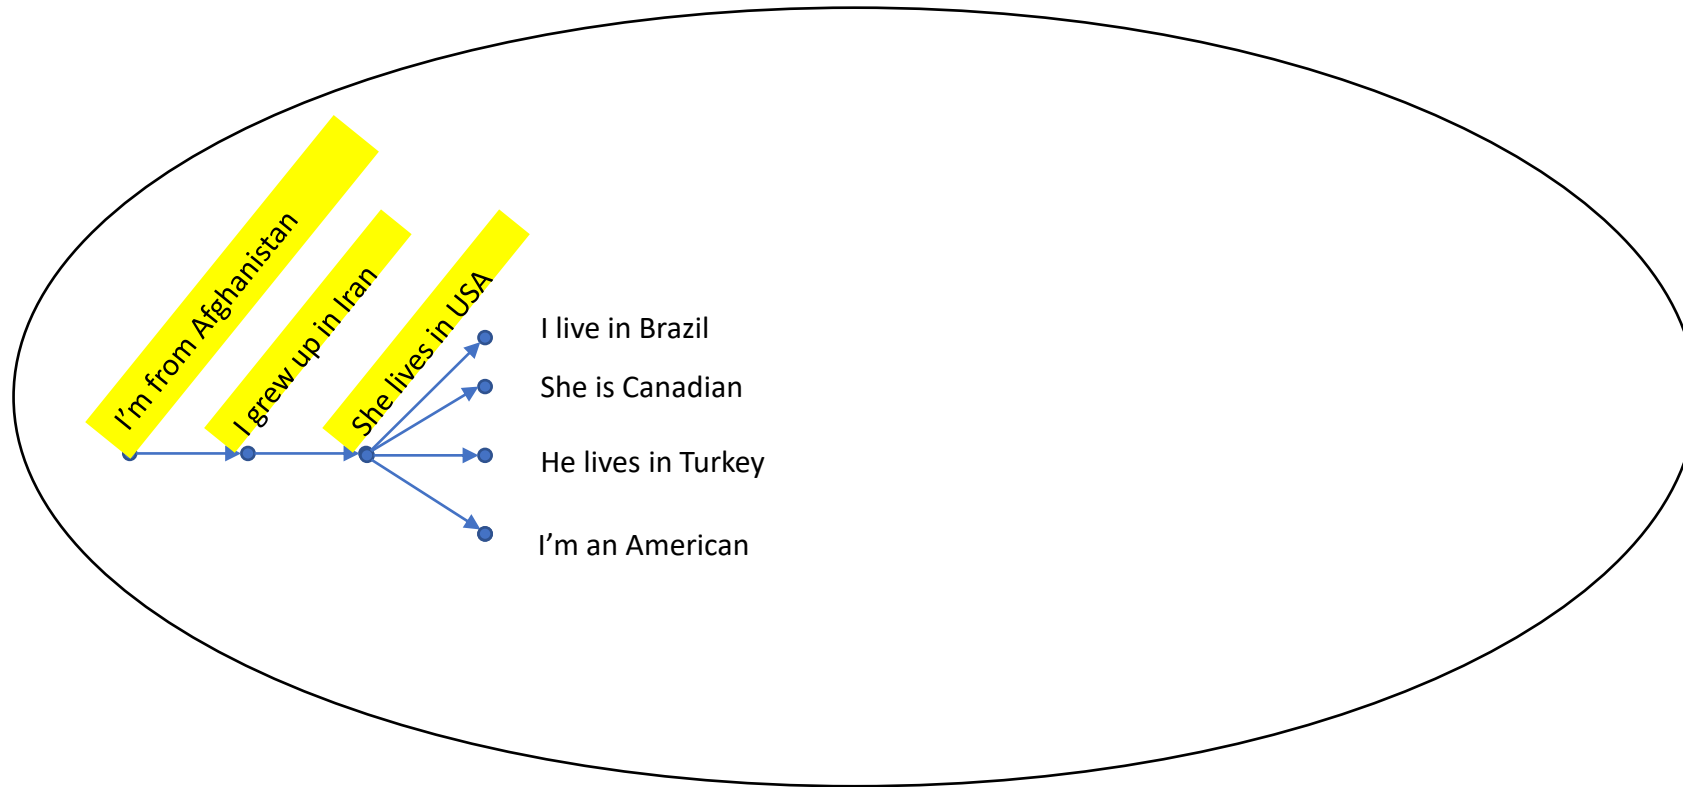 I’m from Afghanistan
I grew up in Iran
She lives in USA
I live in Brazil
She is Canadian
He lives in Turkey
I’m an American